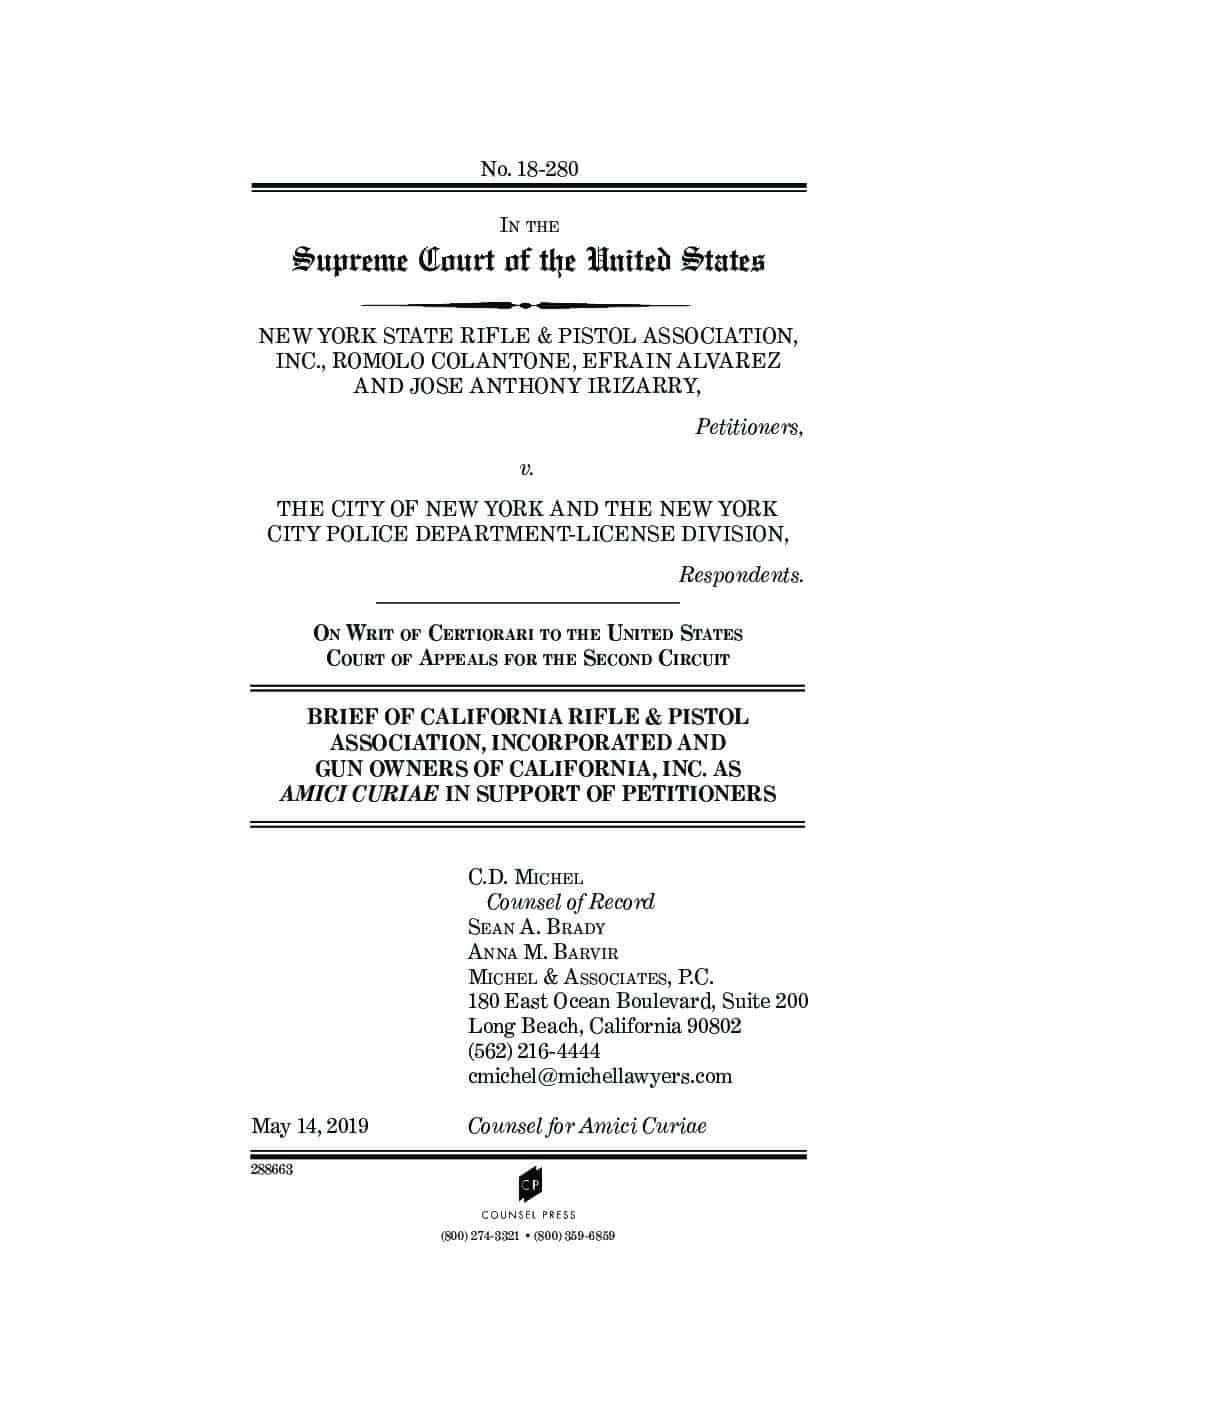 No. 18-280
IN THE
Supreme Court of the United States
NEW YORK STATE RIFLE & PISTOL ASSOCIATION,
INC., ROMOLO COLANTONE, EFRAIN ALVAREZ
AND JOSE ANTHONY IRIZARRY,
Petitioners,
v.
THE CITY OF NEW YORK AND THE NEW YORK
CITY POLICE DEPARTMENT-LICENSE DIVISION,
Respondents.
ON WRIT OF CERTIORARI TO THE UNITED STATES
COURT OF APPEALS FOR THE SECOND CIRCUIT
BRIEF OF CALIFORNIA RIFLE & PISTOL
ASSOCIATION, INCORPORATED AND
GUN OWNERS OF CALIFORNIA, INC. AS
AMICI CURIAE IN SUPPORT OF PETITIONERS
C.D. MICHEL
Counsel of Record
SEAN A. BRADY
ANNA M. BARVIR
MICHEL & ASSOCIATES, P.C.
180 East Ocean Boulevard, Suite 200
Long Beach, California 90802
(562) 216-4444
cmichel@michellawyers.com
May 14, 2019 Counsel for Amici Curiae
288663
CP
COUNSEL PRESS
(800) 274-3321 • (800) 359-6859